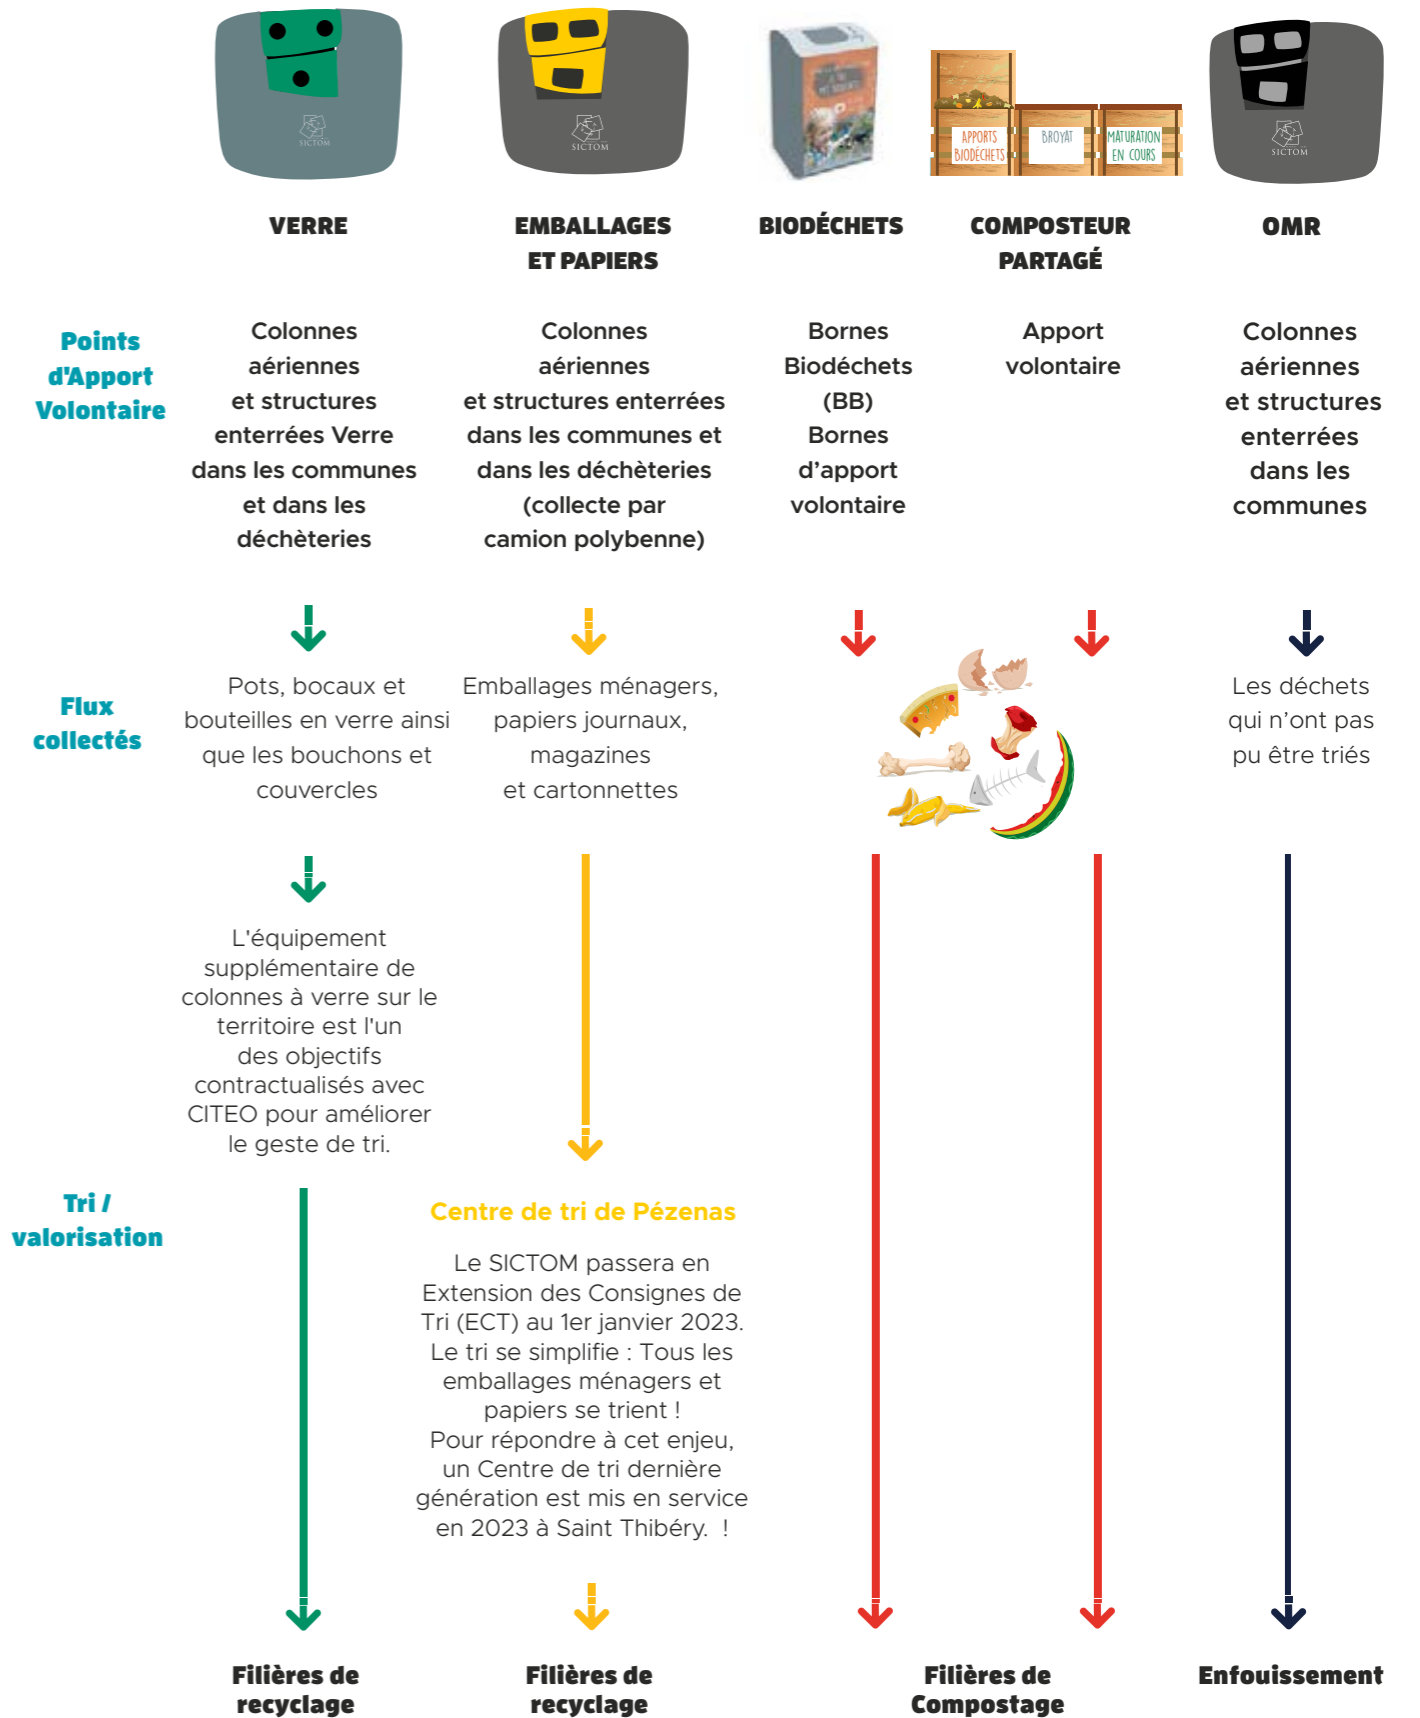 SICTOM
SICTOM
APPORTS
BIODÉCHETS
BROYAT
MATURATION
EN COURS
SICTOM
VERRE
EMBALLAGES
ET PAPIERS
BIODÉCHETS
COMPOSTEUR
PARTAGÉ
OMR
Points
d'Apport
Volontaire
Colonnes
aériennes
et structures
enterrées Verre
dans les communes
et dans les
déchèteries
Colonnes
aériennes
et structures enterrées
dans les communes et
dans les déchèteries
(collecte par
camion polybenne)
Bornes
Biodéchets
(BB)
Bornes
d’apport
volontaire
Apport
volontaire
Colonnes
aériennes
et structures
enterrées
dans les
communes
Flux
collectés
Pots, bocaux et
bouteilles en verre ainsi
que les bouchons et
couvercles
Emballages ménagers,
papiers journaux,
magazines
et cartonnettes
Les déchets
qui n’ont pas
pu être triés
L'équipement
supplémentaire de
colonnes à verre sur le
territoire est l'un
des objectifs
contractualisés avec
CITEO pour améliorer
le geste de tri.
Tri /
valorisation
Centre de tri de Pézenas
Le SICTOM passera en
Extension des Consignes de
Tri (ECT) au 1er janvier 2023.
Le tri se simplifie : Tous les
emballages ménagers et
papiers se trient !
Pour répondre à cet enjeu,
un Centre de tri dernière
génération est mis en service
en 2023 à Saint Thibéry.  !
Filières de
recyclage
Filières de
recyclage
Filières de
Compostage
Enfouissement